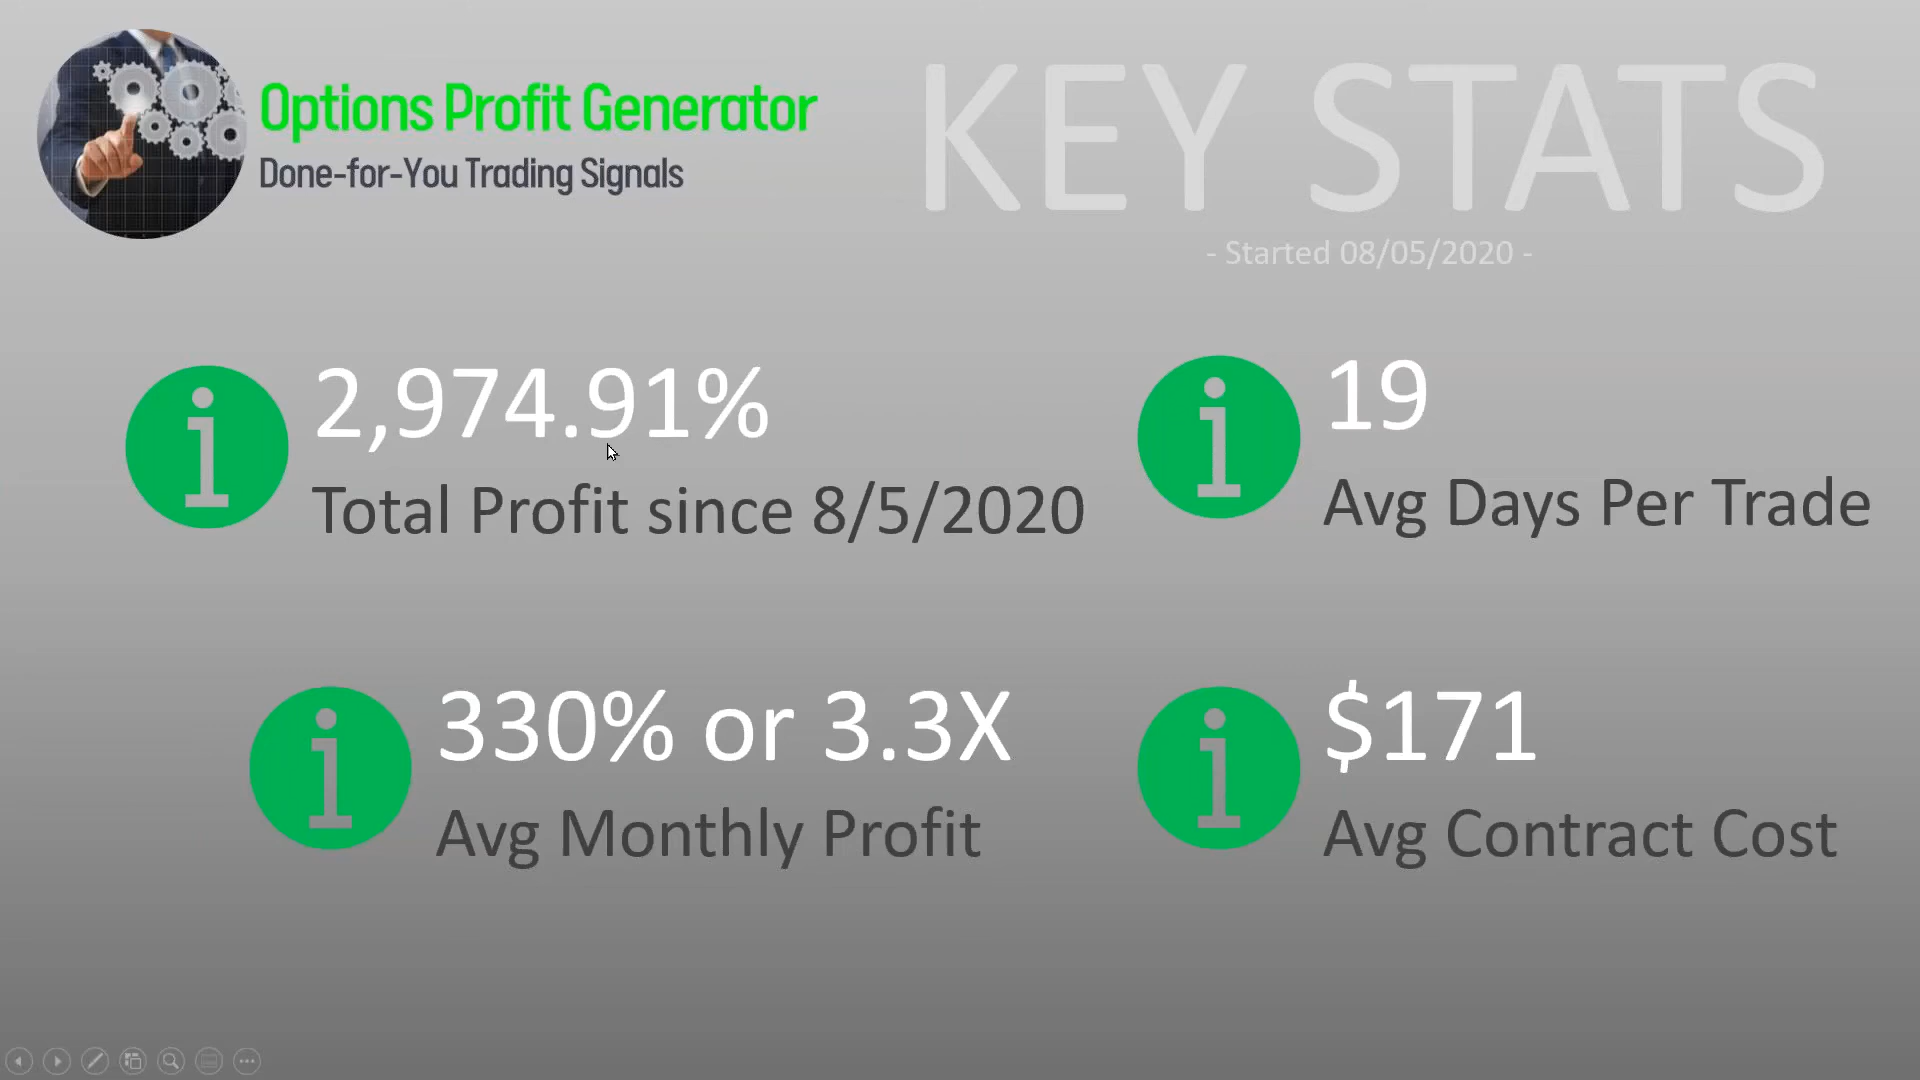 Options Profit Generator
Done-for-You Trading Signals
KEY STATS
- Started 08/05/2020 -
2,974.91%
Total Profit since 8/5/2020
19
Avg Days Per Trade
330% or 3.3X
Avg Monthly Profit
$171
Avg Contract Cost